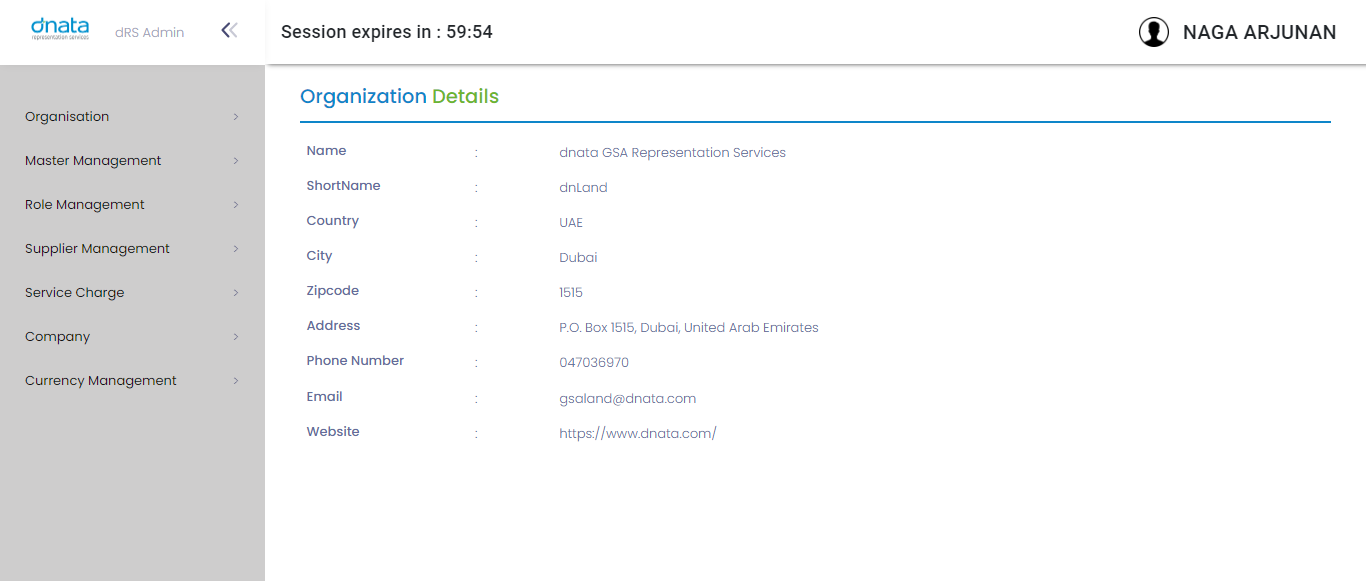 dnata
representation services
dRS Admin
Session expires in : 59:54
NAGA ARJUNAN
Organisation
Master Management
Role Management
Supplier Management
Service Charge
Company
Currency Management
Organization Details
Name : dnata GSA Representation Services
ShortName : dnLand
Country : UAE
City : Dubai
Zipcode : 1515
Address : P.O. Box 1515, Dubai, United Arab Emirates
Phone Number : 047036970
Email : gsaland@dnata.com
Website : https://www.dnata.com/